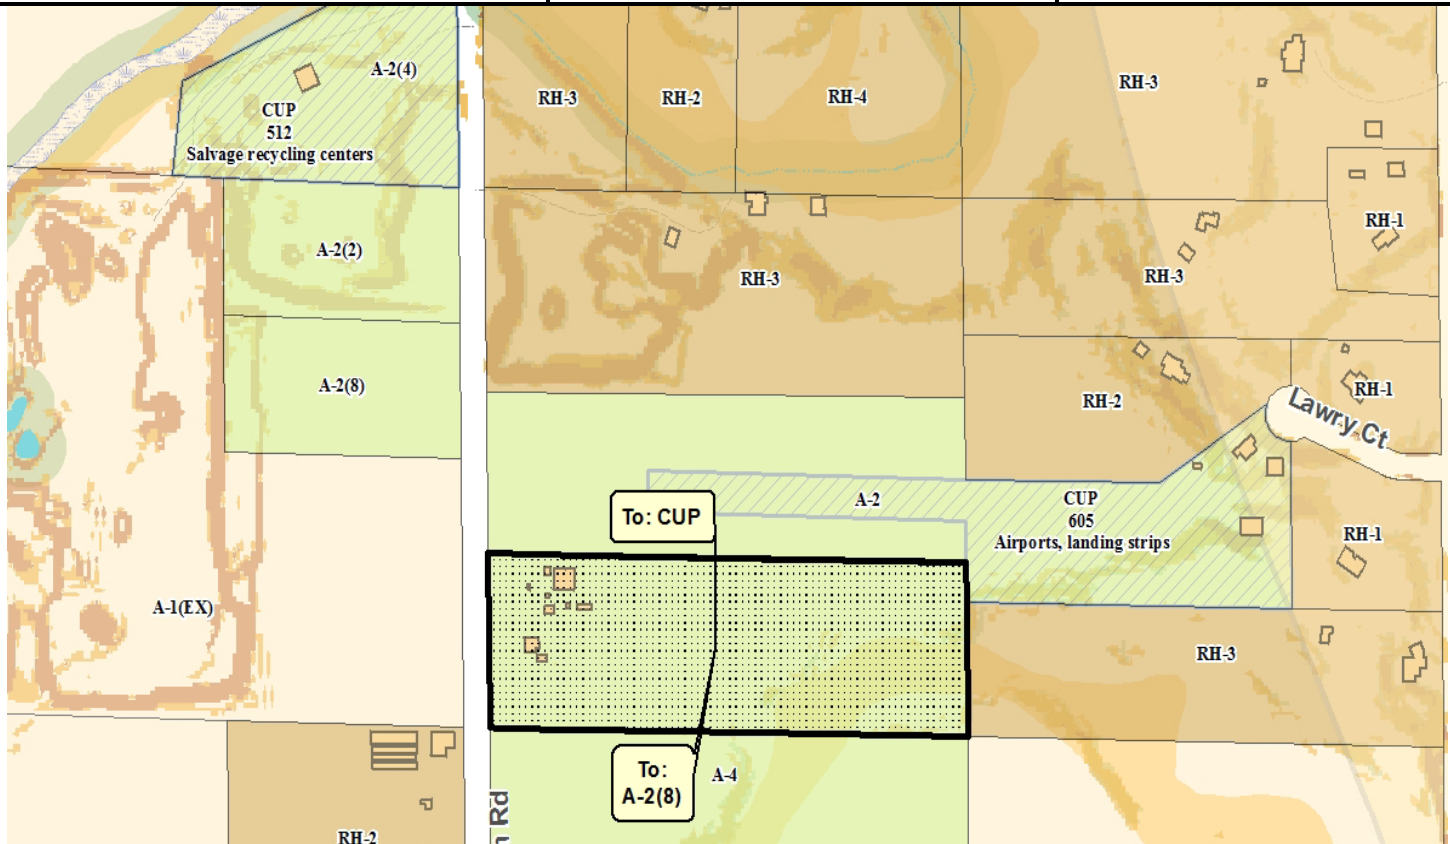 A-2(4)
RH-3
RH-2
RH-4
RH-3
CUP
512
Salvage recycling centers
RH-1
A-2(2)
RH-3
RH-3
A-2(8)
RH-2
RH-1
Lawry Ct
To: CUP
A-2
CUP
605
Airports, landing strips
RH-1
A-1(EX)
RH-3
To:
A-2(8)
A-4
Rd
RH-2